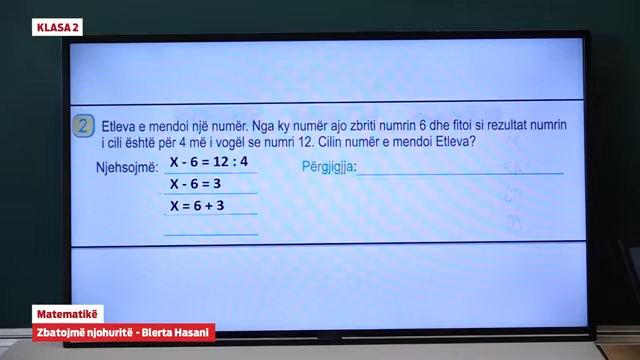 KLASA 2
2 Etleva e mendoi një numër. Nga ky numër ajo zbriti numrin 6 dhe fitoi si rezultat numrin
i cili është për 4 më i vogël se numri 12. Cilin numër e mendoi Etleva?
Njehsojmë: X - 6 = 12 : 4 Përgjigjja:
X - 6 = 3
X = 6 + 3
Matematikë
Zbatojmë njohuritë - Blerta Hasani